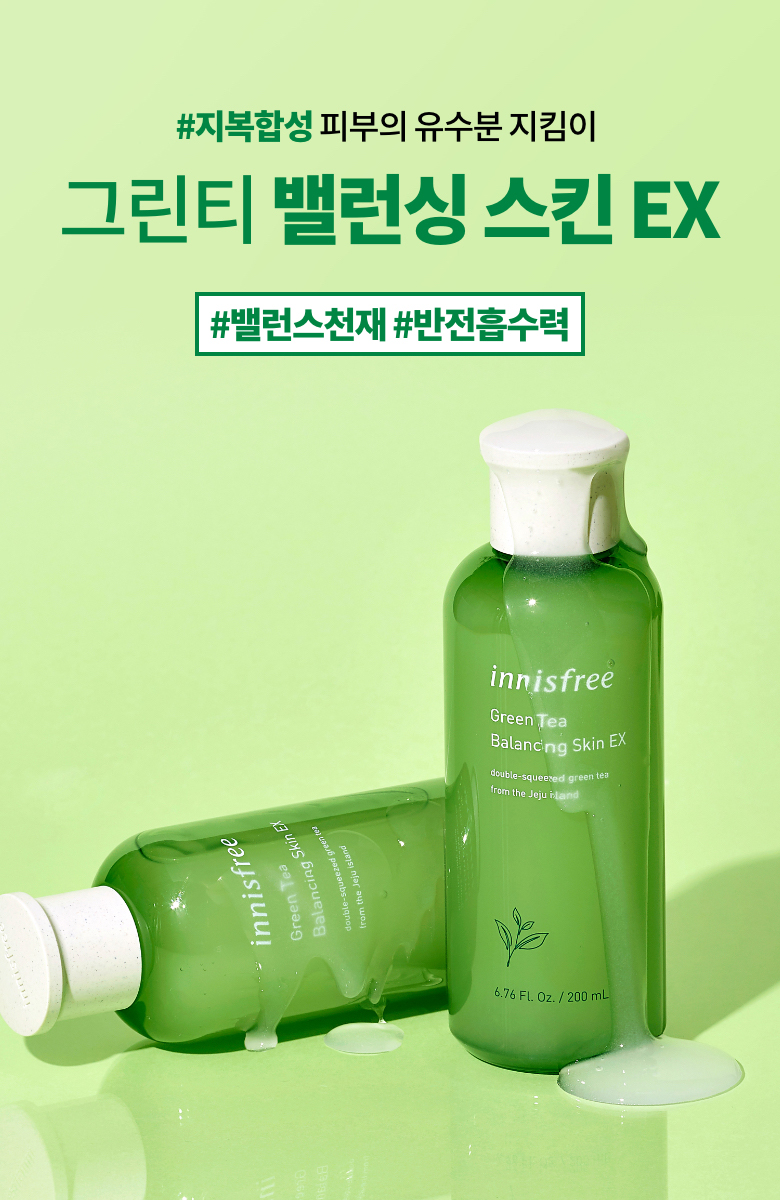 #지복합성 피부의 유수분 지킴이
그린티 밸런싱 스킨 EX
#밸런스천재 #반전흡수력
innisfree
Green Tea
Balancing Skin EX
double-squeezed green tea
from the Jeju island
6.76 Fl. Oz. / 200 mL
innisfree
Green Tea
Balancing Skin EX
double-squeezed green tea
from the Jeju island